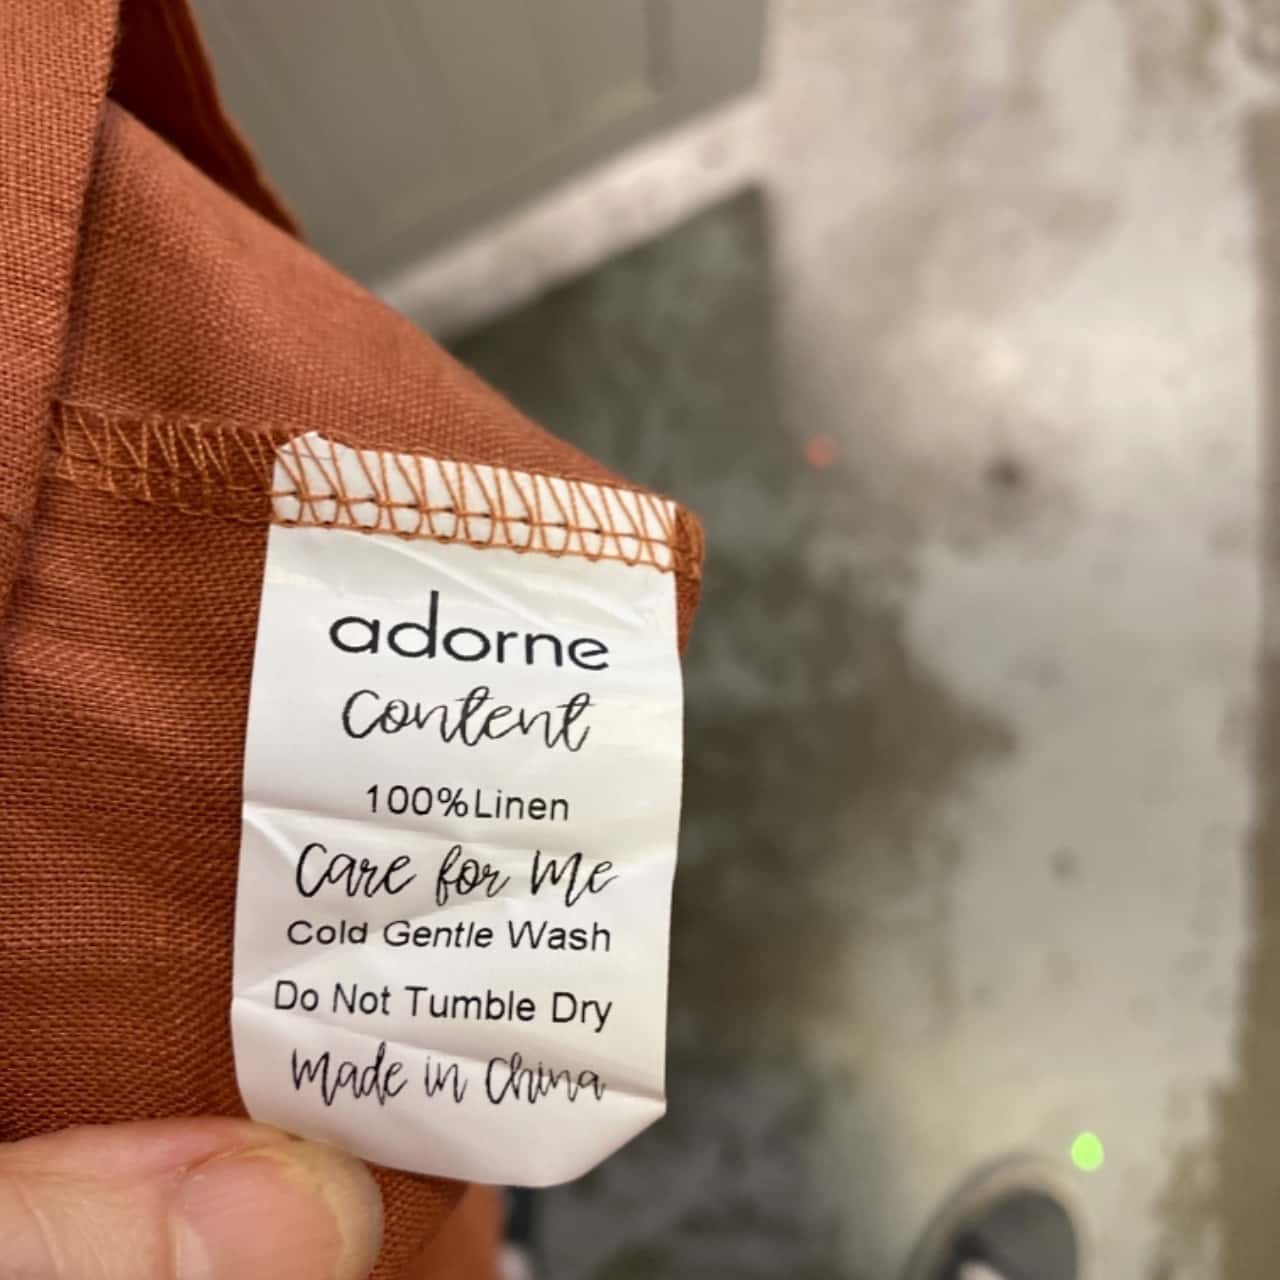 adorne
Content
100%Linen
Care for Me
Cold Gentle Wash
Do Not Tumble Dry
Made in China